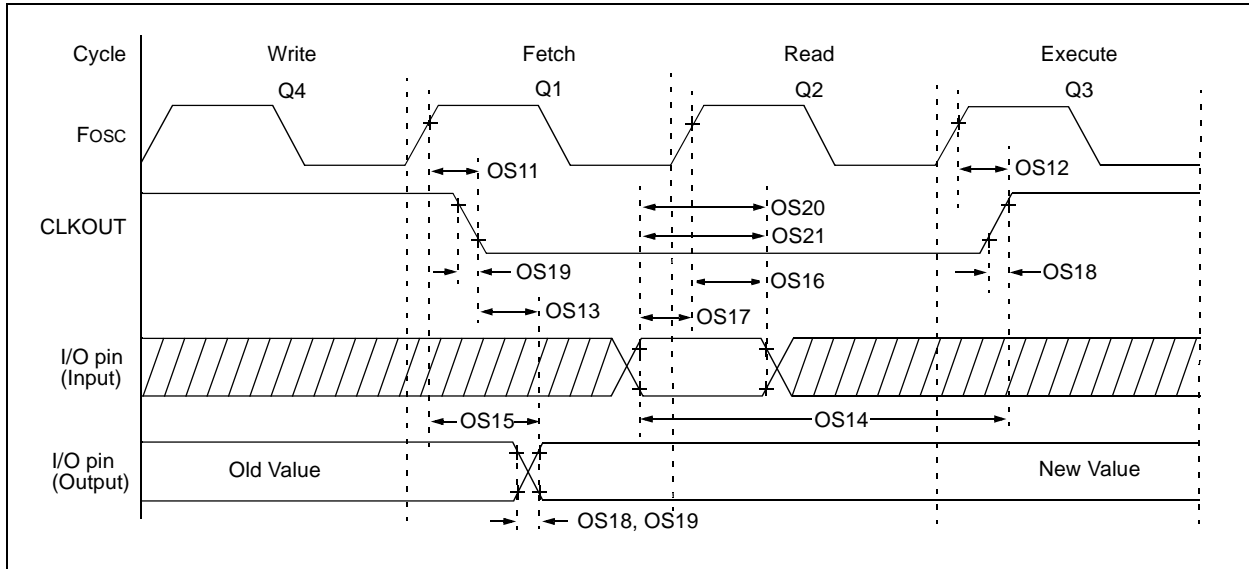 Cycle Write Fetch Read Execute
Q4 Q1 Q2 Q3
FOSC
OS11 OS12
OS20
CLKOUT
OS21
OS19 OS18
OS16
OS13 OS17
I/O pin
(Input)
OS15 OS14
I/O pin
(Output)
Old Value New Value
OS18, OS19